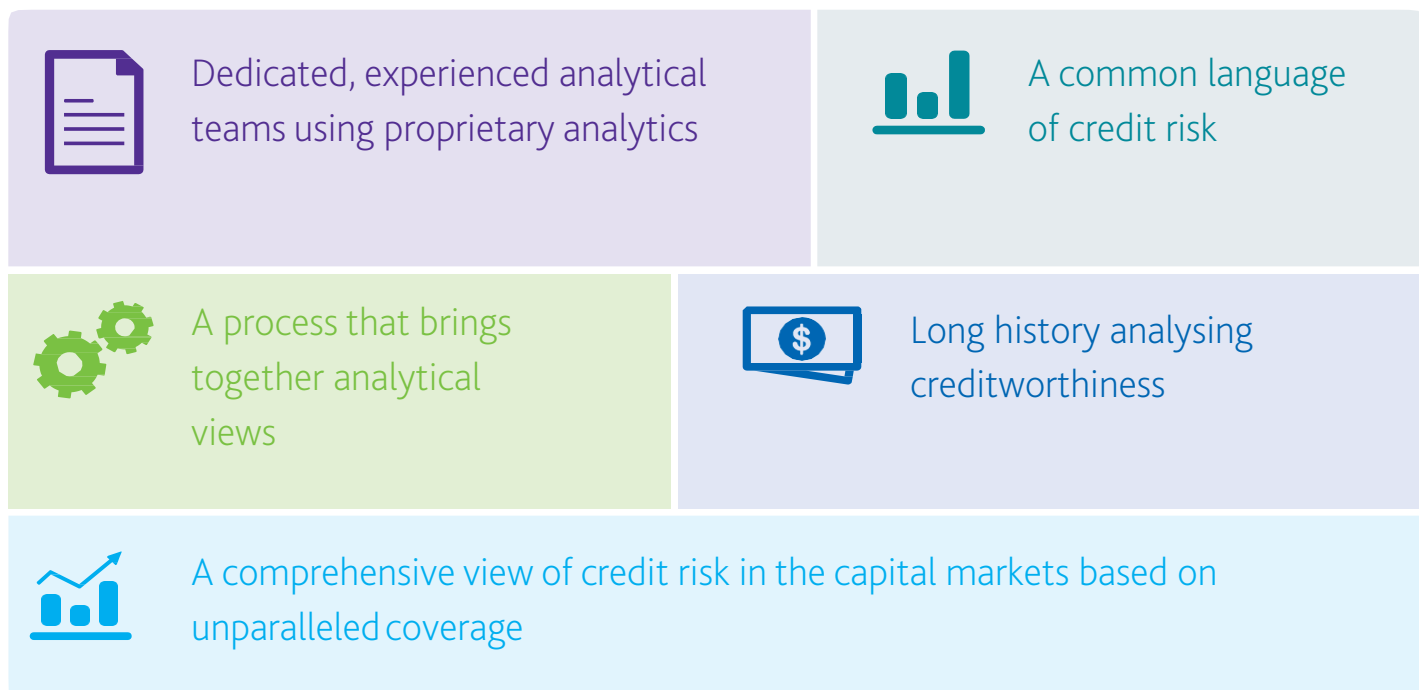 Dedicated, experienced analytical
teams using proprietary analytics
A common language
of credit risk
A process that brings
together analytical
views
$
Long history analysing
creditworthiness
A comprehensive view of credit risk in the capital markets based on
unparalleled coverage